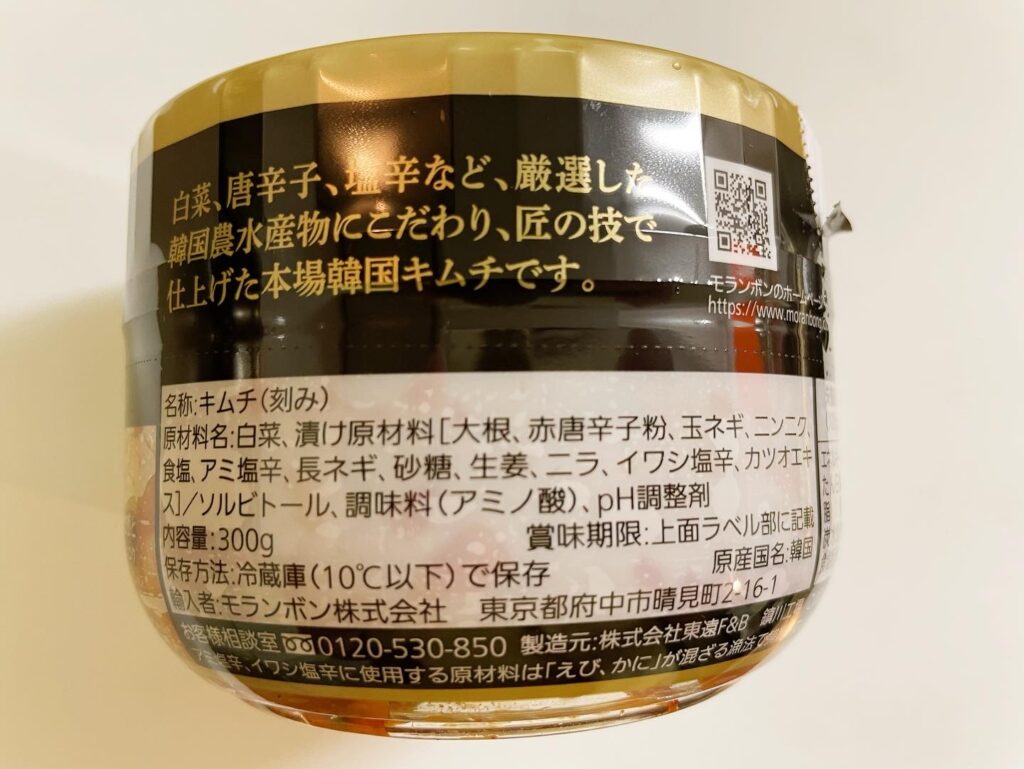 白菜、唐辛子、塩辛など、厳選した
韓国農水産物にこだわり、匠の技で
仕上げた本場韓国キムチです。
モランボンのホームページ
https://www.moranbong.
名称:キムチ(刻み)
原材料名:白菜、漬け原材料[大根、赤唐辛子粉、玉ネギ、ニンニク、
食塩、アミ塩辛、長ネギ、砂糖、生姜、ニラ、イワシ塩辛、カツオエキ
ス]/ソルビトール、調味料(アミノ酸)、pH調整剤
内容量:300g 賞味期限:上面ラベル部に記載
保存方法:冷蔵庫(10℃以下)で保存 原産国名:韓国
輸入者:モランボン株式会社 東京都府中市晴見町2-16-1
お客様相談室 0120-530-850 製造元:株式会社東遠F&B 鎮川工場
アミ塩辛、イワシ塩辛に使用する原材料は「えび、かに」が混ざる漁法で